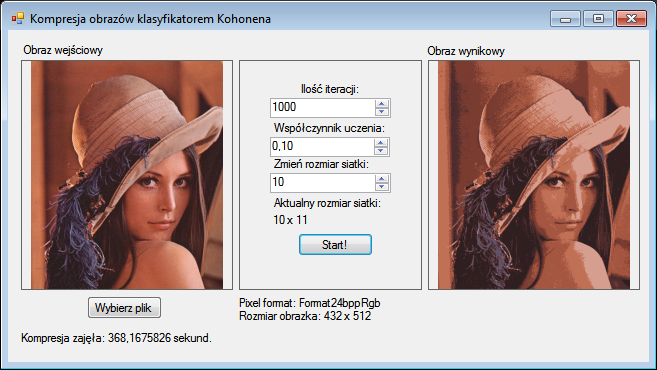 Kompresja obrazów klasyfikatorem Kohonena
Obraz wejściowy
Obraz wynikowy
Ilość iteracji:
1000
Współczynnik uczenia:
0,10
Zmień rozmiar siatki:
10
Aktualny rozmiar siatki:
10 x 11
Start!
Wybierz plik
Pixel format: Format24bppRgb
Rozmiar obrazka: 432 x 512
Kompresja zajęła: 368,1675826 sekund.